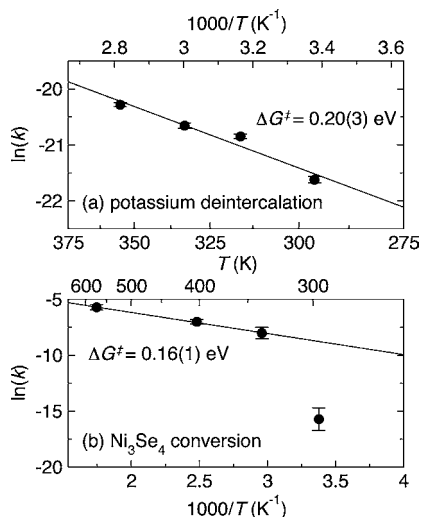 1000/T (K⁻¹)
2.8 3 3.2 3.4 3.6
-20
-21
-22
ln(k)
ΔG‡ = 0.20(3) eV
(a) potassium deintercalation
375 350 325 300 275
T (K)
600 500 400 300
-5
-10
-15
-20
ln(k)
ΔG‡ = 0.16(1) eV
(b) Ni₃Se₄ conversion
2 2.5 3 3.5 4
1000/T (K⁻¹)